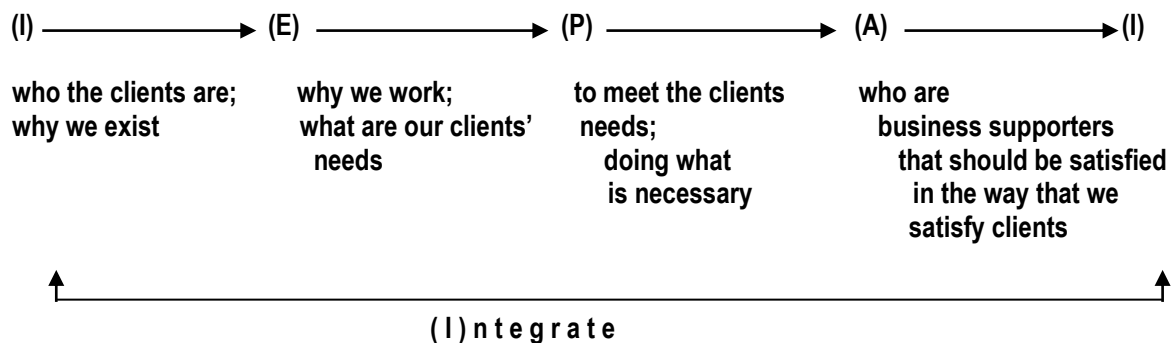 (I) (E) (P) (A) (I)
who the clients are;
why we exist
why we work;
what are our clients'
needs
to meet the clients
needs;
doing what
is necessary
who are
business supporters
that should be satisfied
in the way that we
satisfy clients
( I ) n t e g r a t e